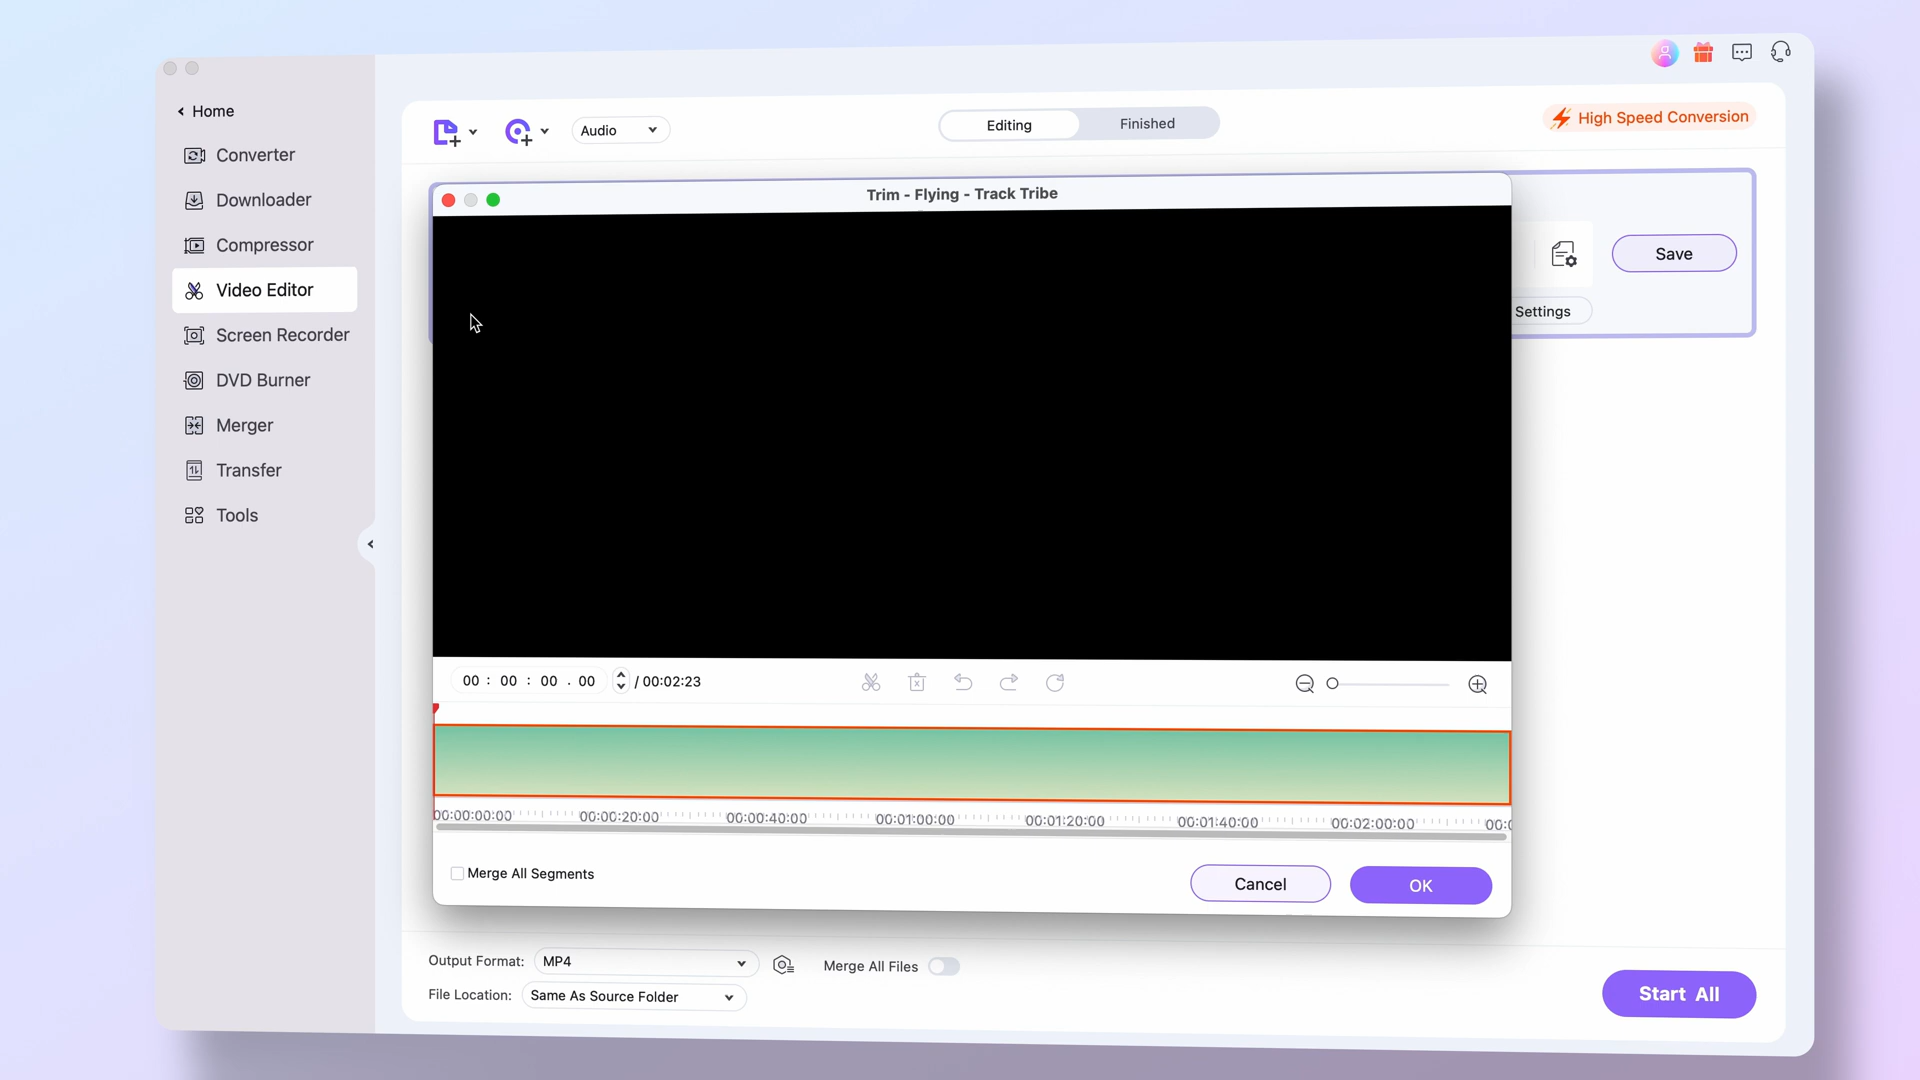 Home
Converter
Downloader
Compressor
Video Editor
Screen Recorder
DVD Burner
Merger
Transfer
Tools
Audio
Editing
Finished
High Speed Conversion
Trim - Flying - Track Tribe
Save
Settings
00 : 00 : 00 . 00 / 00:02:23
00:00:00:00 00:00:20:00 00:00:40:00 00:01:00:00 00:01:20:00 00:01:40:00 00:02:00:00
Merge All Segments
Cancel
OK
Output Format: MP4
Merge All Files
File Location: Same As Source Folder
Start All